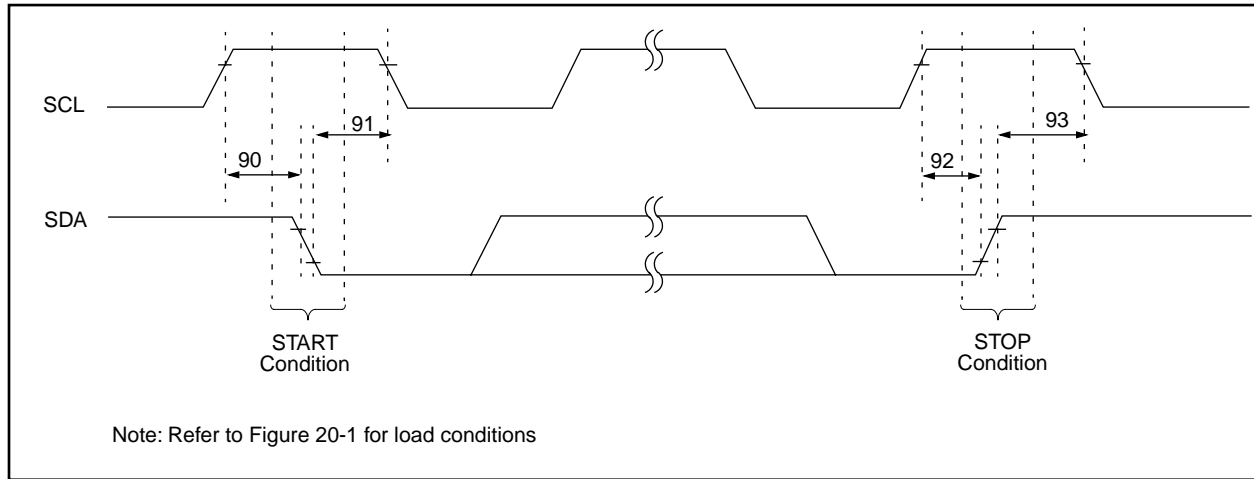 SCL
91
93
90
92
SDA
START
Condition
STOP
Condition
Note: Refer to Figure 20-1 for load conditions